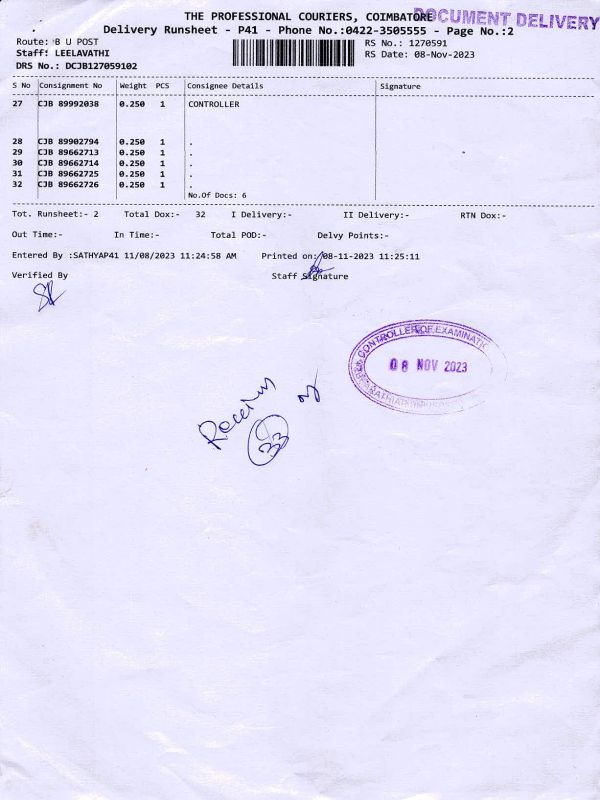 THE PROFESSIONAL COURIERS, COIMBATORE
DOCUMENT DELIVERY
Delivery Runsheet - P41 - Phone No.:0422-3505555 - Page No.:2
Route: B U POST
RS No.: 1270591
Staff: LEELAVATHI
RS Date: 08-Nov-2023
DRS No.: DCJB127059102
S No Consignment No Weight PCS Consignee Details Signature
27 CJB 89992038 0.250 1 CONTROLLER
28 CJB 89902794 0.250 1 .
29 CJB 89662713 0.250 1 .
30 CJB 89662714 0.250 1 .
31 CJB 89662725 0.250 1 .
32 CJB 89662726 0.250 1 .
No.Of Docs: 6
Tot. Runsheet:- 2 Total Dox:- 32 I Delivery:- II Delivery:- RTN Dox:-
Out Time:- In Time:- Total POD:- Delvy Points:-
Entered By :SATHYAP41 11/08/2023 11:24:58 AM Printed on:/08-11-2023 11:25:11
Verified By Staff Signature
CONTROLLER OF EXAMINATIO
08 NOV 2023
33